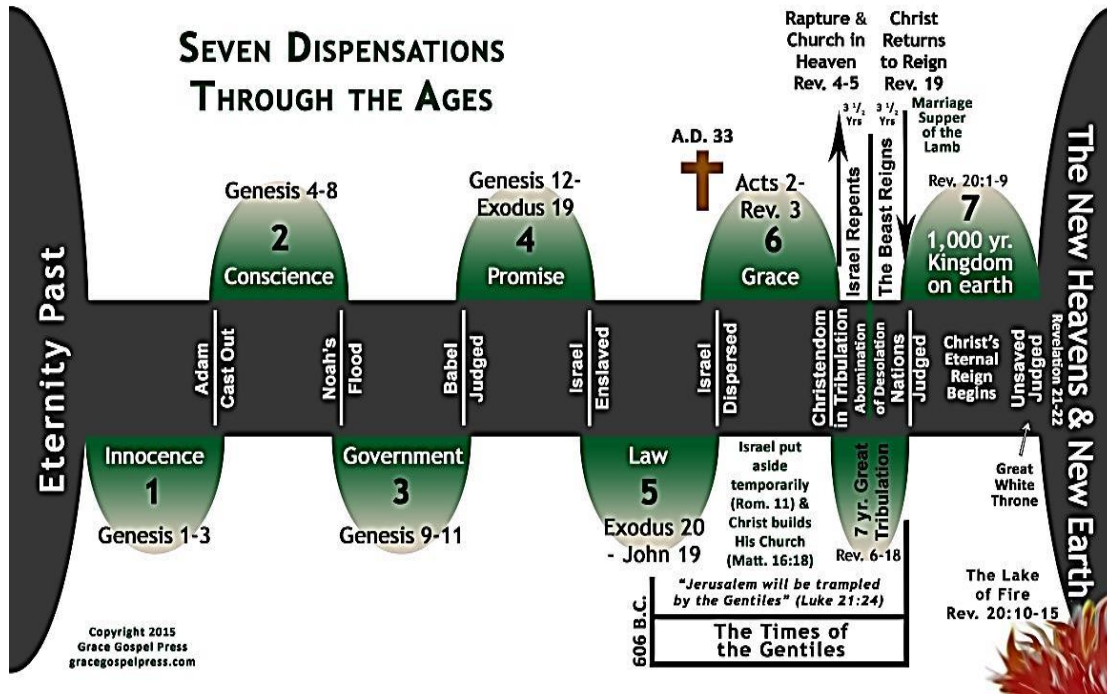 SEVEN DISPENSATIONS
THROUGH THE AGES
Rapture &
Church in
Heaven
Rev. 4-5
Christ
Returns
to Reign
Rev. 19
3 1/2
Yrs
3 1/2
Yrs
Marriage
Supper
of the
Lamb
A.D. 33
Eternity Past
Genesis 4-8
2
Conscience
Genesis 12-
Exodus 19
4
Promise
Acts 2-
Rev. 3
6
Grace
Israel Repents
The Beast Reigns
Rev. 20:1-9
7
1,000 yr.
Kingdom
on earth
The New Heavens & New Earth
Revelation 21-22
Adam
Cast Out
Noah's
Flood
Babel
Judged
Israel
Enslaved
Israel
Dispersed
Christendom
in Tribulation
Abomination
of Desolation
Nations
Judged
Christ's
Eternal
Reign
Begins
Unsaved
Judged
Innocence
1
Genesis 1-3
Government
3
Genesis 9-11
Law
5
Exodus 20
- John 19
Israel put
aside
temporarily
(Rom. 11) &
Christ builds
His Church
(Matt. 16:18)
7 yr. Great
Tribulation
Rev. 6-18
Great
White
Throne
"Jerusalem will be trampled
by the Gentiles" (Luke 21:24)
606 B.C.
The Times of
the Gentiles
The Lake
of Fire
Rev. 20:10-15
Copyright 2015
Grace Gospel Press
gracegospelpress.com